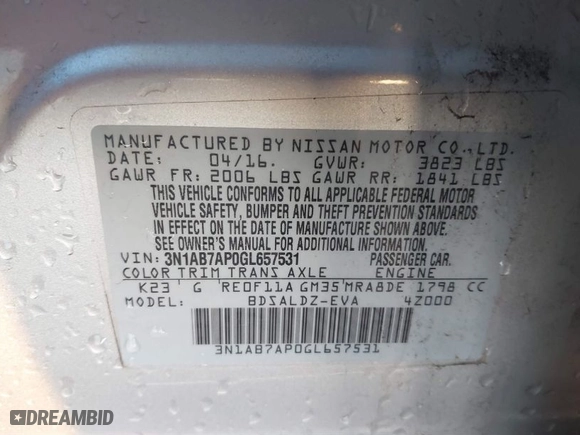 MANUFACTURED BY NISSAN MOTOR CO.,LTD.
DATE: 04/16. GVWR: 3823 LBS
GAWR FR: 2006 LBS GAWR RR: 1841 LBS
THIS VEHICLE CONFORMS TO ALL APPLICABLE FEDERAL MOTOR
VEHICLE SAFETY, BUMPER AND THEFT PREVENTION STANDARDS
IN EFFECT ON THE DATE OF MANUFACTURE SHOWN ABOVE.
SEE OWNER'S MANUAL FOR ADDITIONAL INFORMATION.
VIN: 3N1AB7AP0GL657531 PASSENGER CAR.
COLOR TRIM TRANS AXLE ENGINE
K23 G RE0F11A GM35 MRA8DE 1798 CC
MODEL: BDSALDZ-EVA 42000
3N1AB7AP0GL657531
DREAMBID